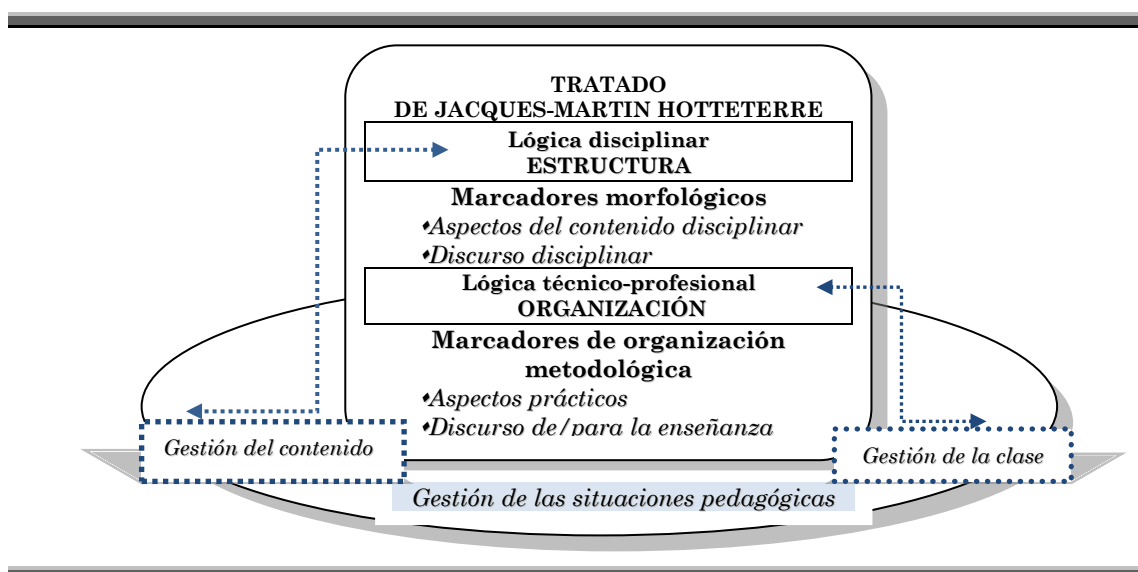 TRATADO
DE JACQUES-MARTIN HOTTETERRE
Lógica disciplinar
ESTRUCTURA
Marcadores morfológicos
♦Aspectos del contenido disciplinar
♦Discurso disciplinar
Lógica técnico-profesional
ORGANIZACIÓN
Marcadores de organización
metodológica
♦Aspectos prácticos
♦Discurso de/para la enseñanza
Gestión del contenido
Gestión de la clase
Gestión de las situaciones pedagógicas